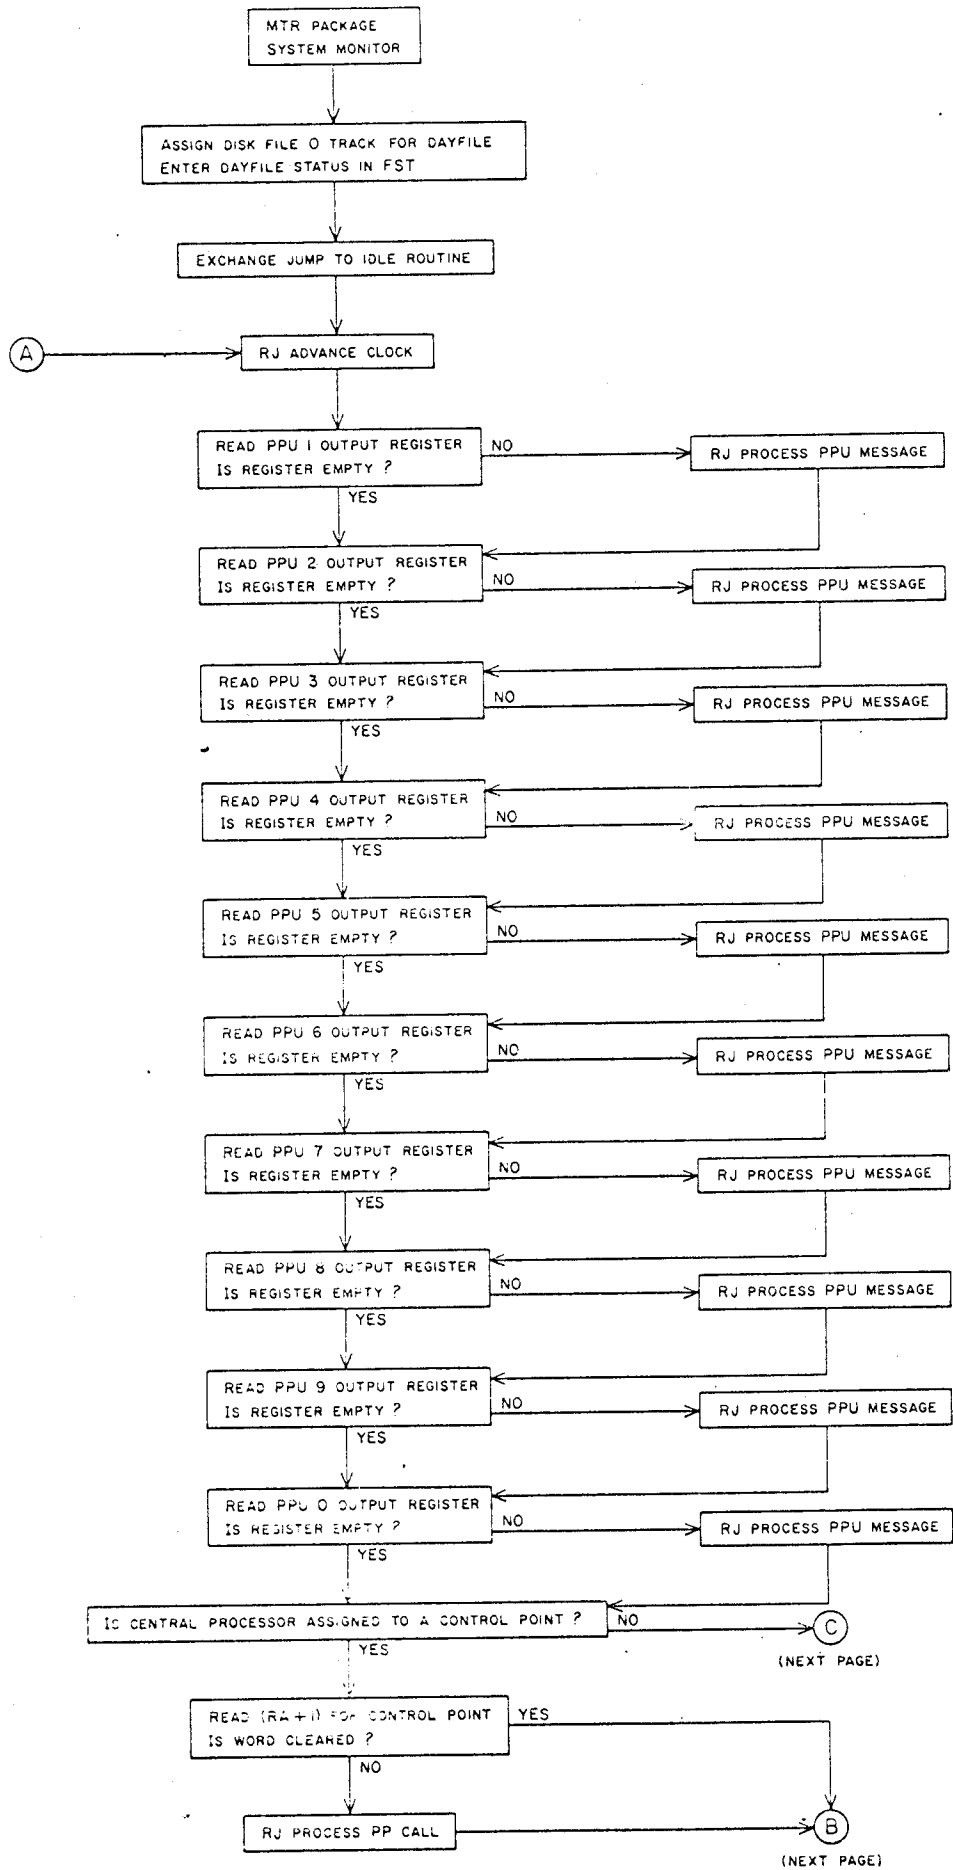 MTR PACKAGE
SYSTEM MONITOR
ASSIGN DISK FILE 0 TRACK FOR DAYFILE
ENTER DAYFILE STATUS IN FST
EXCHANGE JUMP TO IDLE ROUTINE
A
RJ ADVANCE CLOCK
READ PPU 1 OUTPUT REGISTER
IS REGISTER EMPTY ?
NO
RJ PROCESS PPU MESSAGE
YES
READ PPU 2 OUTPUT REGISTER
IS REGISTER EMPTY ?
NO
RJ PROCESS PPU MESSAGE
YES
READ PPU 3 OUTPUT REGISTER
IS REGISTER EMPTY ?
NO
RJ PROCESS PPU MESSAGE
YES
READ PPU 4 OUTPUT REGISTER
IS REGISTER EMPTY ?
NO
RJ PROCESS PPU MESSAGE
YES
READ PPU 5 OUTPUT REGISTER
IS REGISTER EMPTY ?
NO
RJ PROCESS PPU MESSAGE
YES
READ PPU 6 OUTPUT REGISTER
IS REGISTER EMPTY ?
NO
RJ PROCESS PPU MESSAGE
YES
READ PPU 7 OUTPUT REGISTER
IS REGISTER EMPTY ?
NO
RJ PROCESS PPU MESSAGE
YES
READ PPU 8 OUTPUT REGISTER
IS REGISTER EMPTY ?
NO
RJ PROCESS PPU MESSAGE
YES
READ PPU 9 OUTPUT REGISTER
IS REGISTER EMPTY ?
NO
RJ PROCESS PPU MESSAGE
YES
READ PPU 0 OUTPUT REGISTER
IS REGISTER EMPTY ?
NO
RJ PROCESS PPU MESSAGE
YES
IS CENTRAL PROCESSOR ASSIGNED TO A CONTROL POINT ?
NO
C
(NEXT PAGE)
YES
READ (RA + 1) FOR CONTROL POINT
IS WORD CLEARED ?
YES
NO
RJ PROCESS PP CALL
B
(NEXT PAGE)